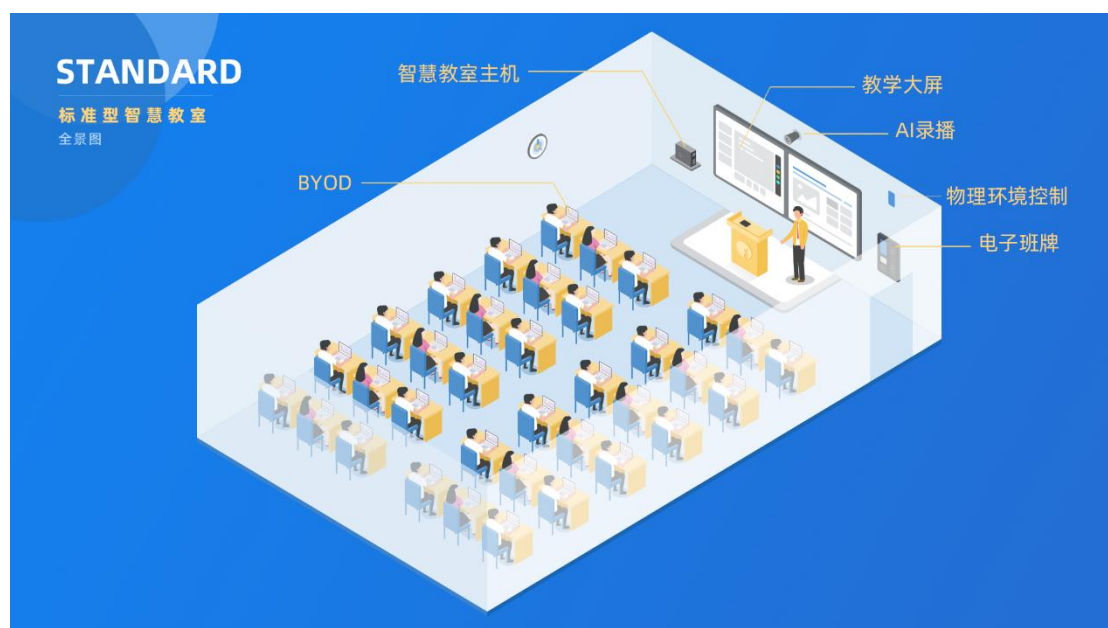 STANDARD
标准型智慧教室
全景图
智慧教室主机
教学大屏
AI录播
BYOD
物理环境控制
电子班牌